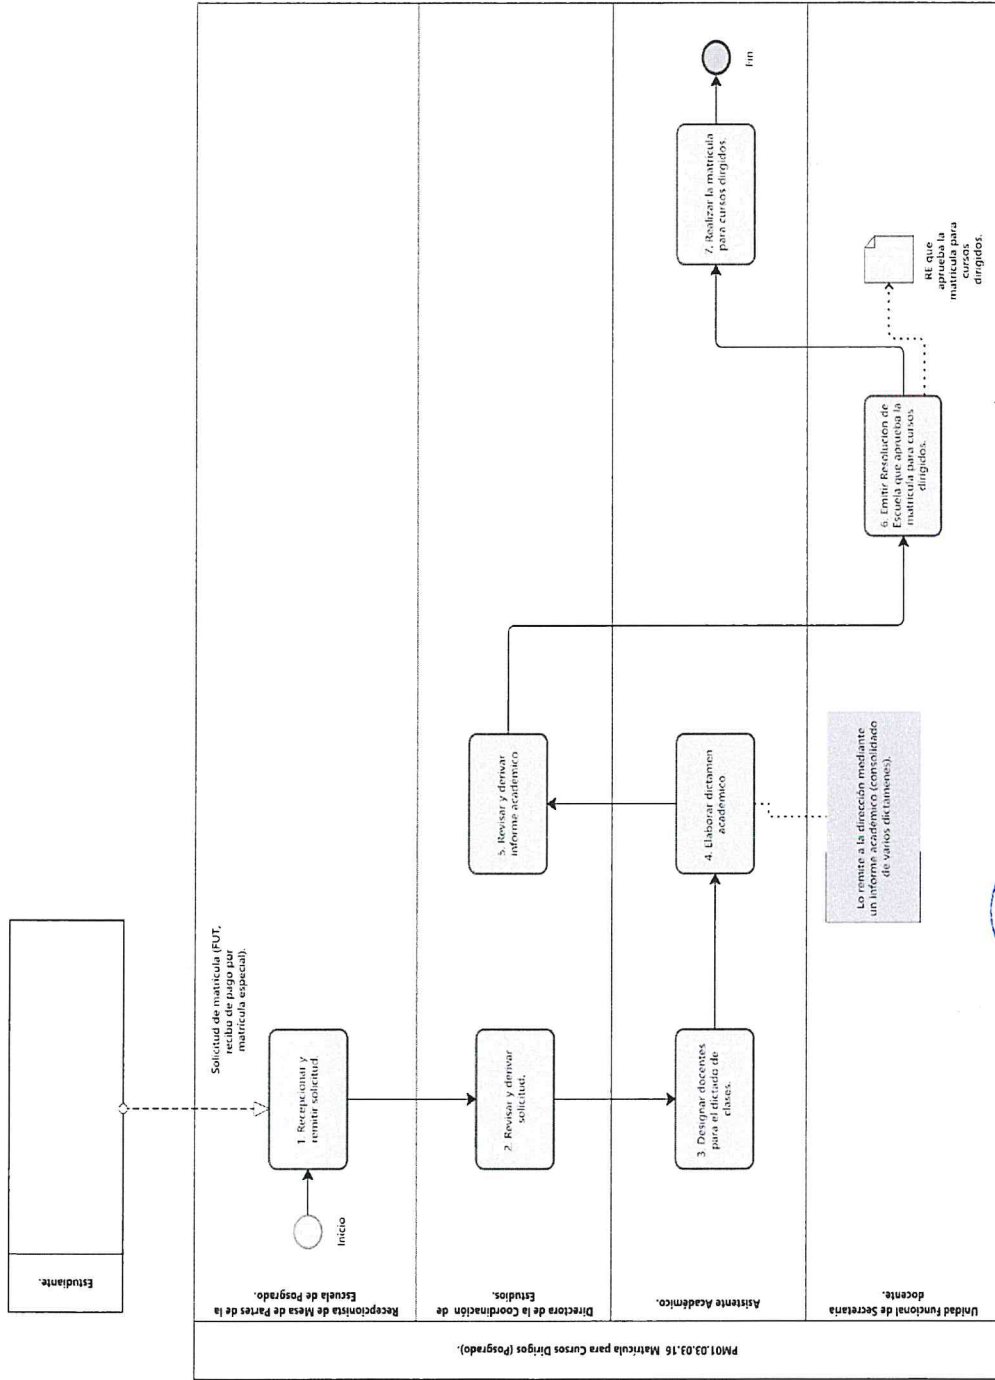 Estudiante.
PM01.03.03.16 Matrícula para Cursos Dirigos (Posgrado).
Recepcionista de Mesa de Partes de la
Escuela de Posgrado.
Inicio
Solicitud de matrícula (FUT,
recibo de pago por
matrícula especial).
1. Recepcionar y
remitir solicitud.
Directora de la Coordinación de
Estudios.
2. Revisar y derivar
solicitud.
5. Revisar y derivar
informe académico
Asistente Académico.
3. Designar docentes
para el dictado de
clases.
4. Elaborar dictamen
académico
7. Realizar la matrícula
para cursos dirgidos.
Fin
Unidad Funcional de Secretaria
docente.
Lo remite a la dirección mediante
un informe académico (consolidado
de varios dictamenes).
6. Emitir Resolución de
Escuela que aprueba la
matrícula para cursos
dirigidos.
RE que
aprueba la
matrícula para
cursos
dirigidos.